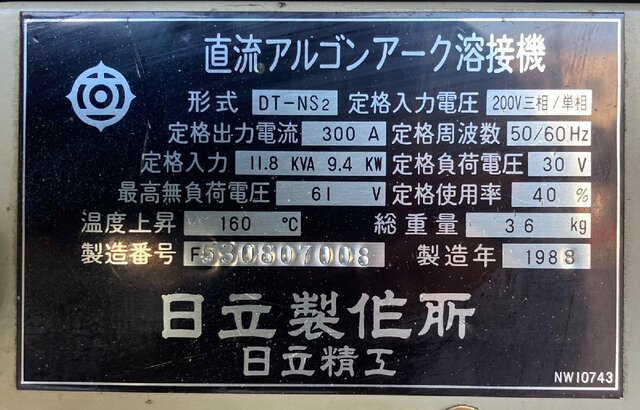 直流アルゴンアーク溶接機
形式 DT-NS2 定格入力電圧 200V三相/単相
定格出力電流 300 A 定格周波数 50/60 Hz
定格入力 11.8 KVA 9.4 KW 定格負荷電圧 30 V
最高無負荷電圧 61 V 定格使用率 40 %
温度上昇 160 ℃ 総重量 36 kg
製造番号 F530807008 製造年 1988
日立製作所
日立精工
NW10743